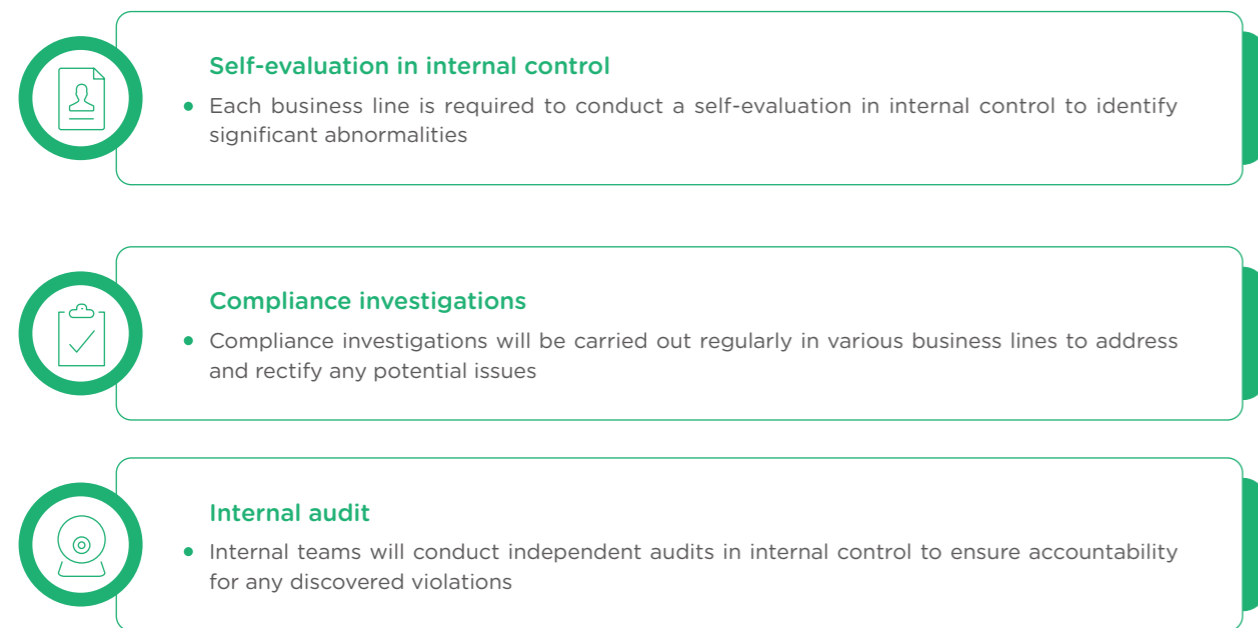 Self-evaluation in internal control
• Each business line is required to conduct a self-evaluation in internal control to identify
significant abnormalities
Compliance investigations
• Compliance investigations will be carried out regularly in various business lines to address
and rectify any potential issues
Internal audit
• Internal teams will conduct independent audits in internal control to ensure accountability
for any discovered violations